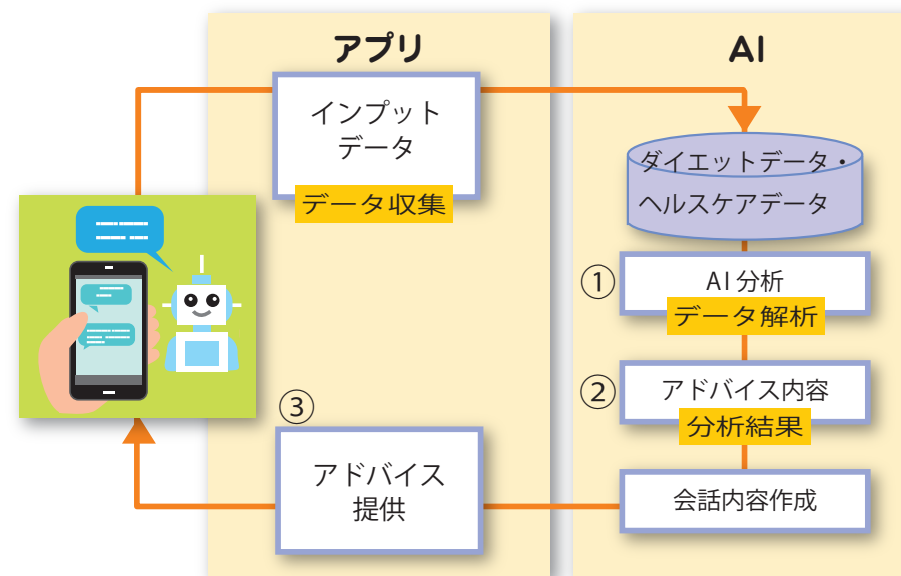 アプリ
インプット
データ
データ収集
AI
ダイエットデータ・
ヘルスケアデータ
①
AI分析
データ解析
②
アドバイス内容
分析結果
会話内容作成
③
アドバイス
提供